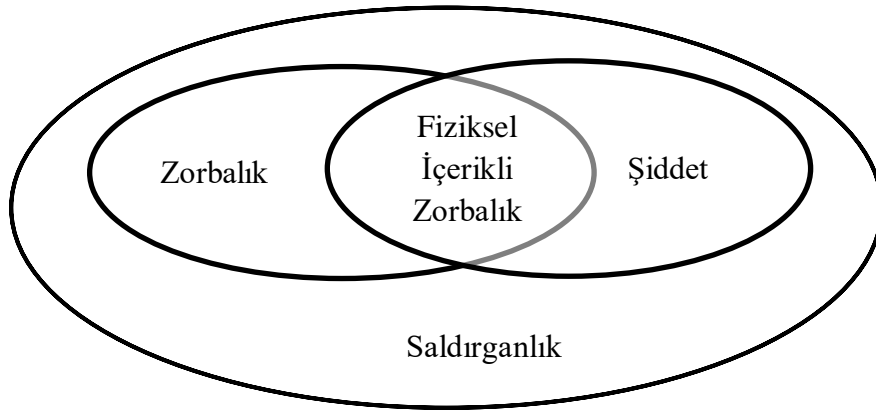 Zorbalık
Fiziksel
İçerikli
Zorbalık
Şiddet
Saldırganlık